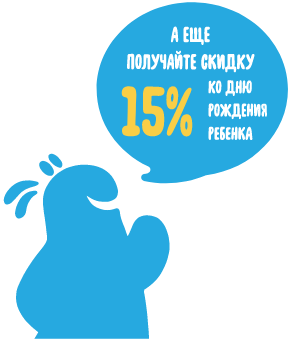 А ЕЩЕ
ПОЛУЧАЙТЕ СКИДКУ
15%
КО ДНЮ
РОЖДЕНИЯ
РЕБЕНКА